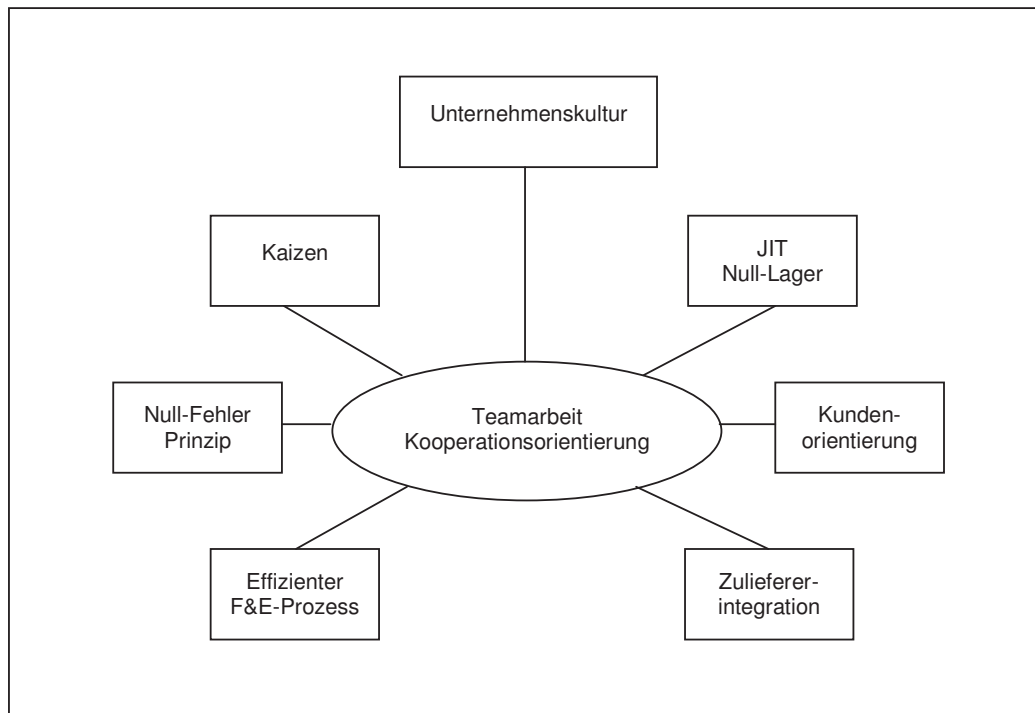 Unternehmenskultur
Kaizen
JIT
Null-Lager
Null-Fehler
Prinzip
Teamarbeit
Kooperationsorientierung
Kunden-
orientierung
Effizienter
F&E-Prozess
Zulieferer-
integration